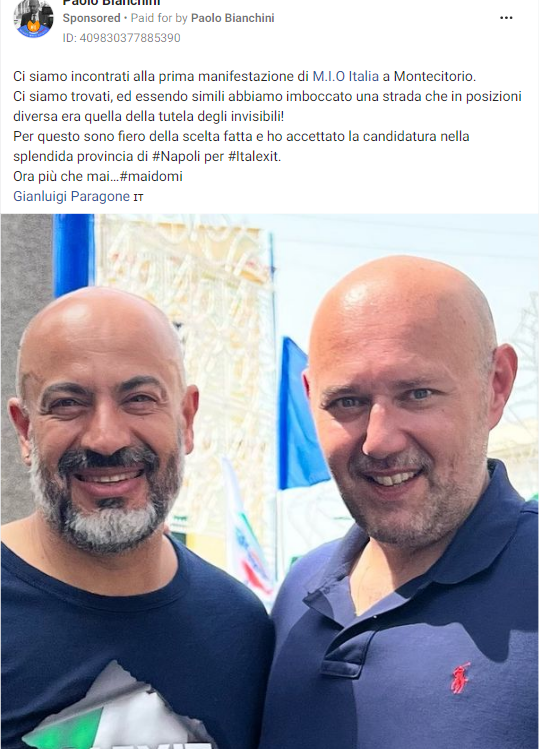 Paolo Bianchini
Sponsored • Paid for by Paolo Bianchini
ID: 409830377885390
Ci siamo incontrati alla prima manifestazione di M.I.O Italia a Montecitorio.
Ci siamo trovati, ed essendo simili abbiamo imboccato una strada che in posizioni
diversa era quella della tutela degli invisibili!
Per questo sono fiero della scelta fatta e ho accettato la candidatura nella
splendida provincia di #Napoli per #Italexit.
Ora più che mai...#maidomi
Gianluigi Paragone IT